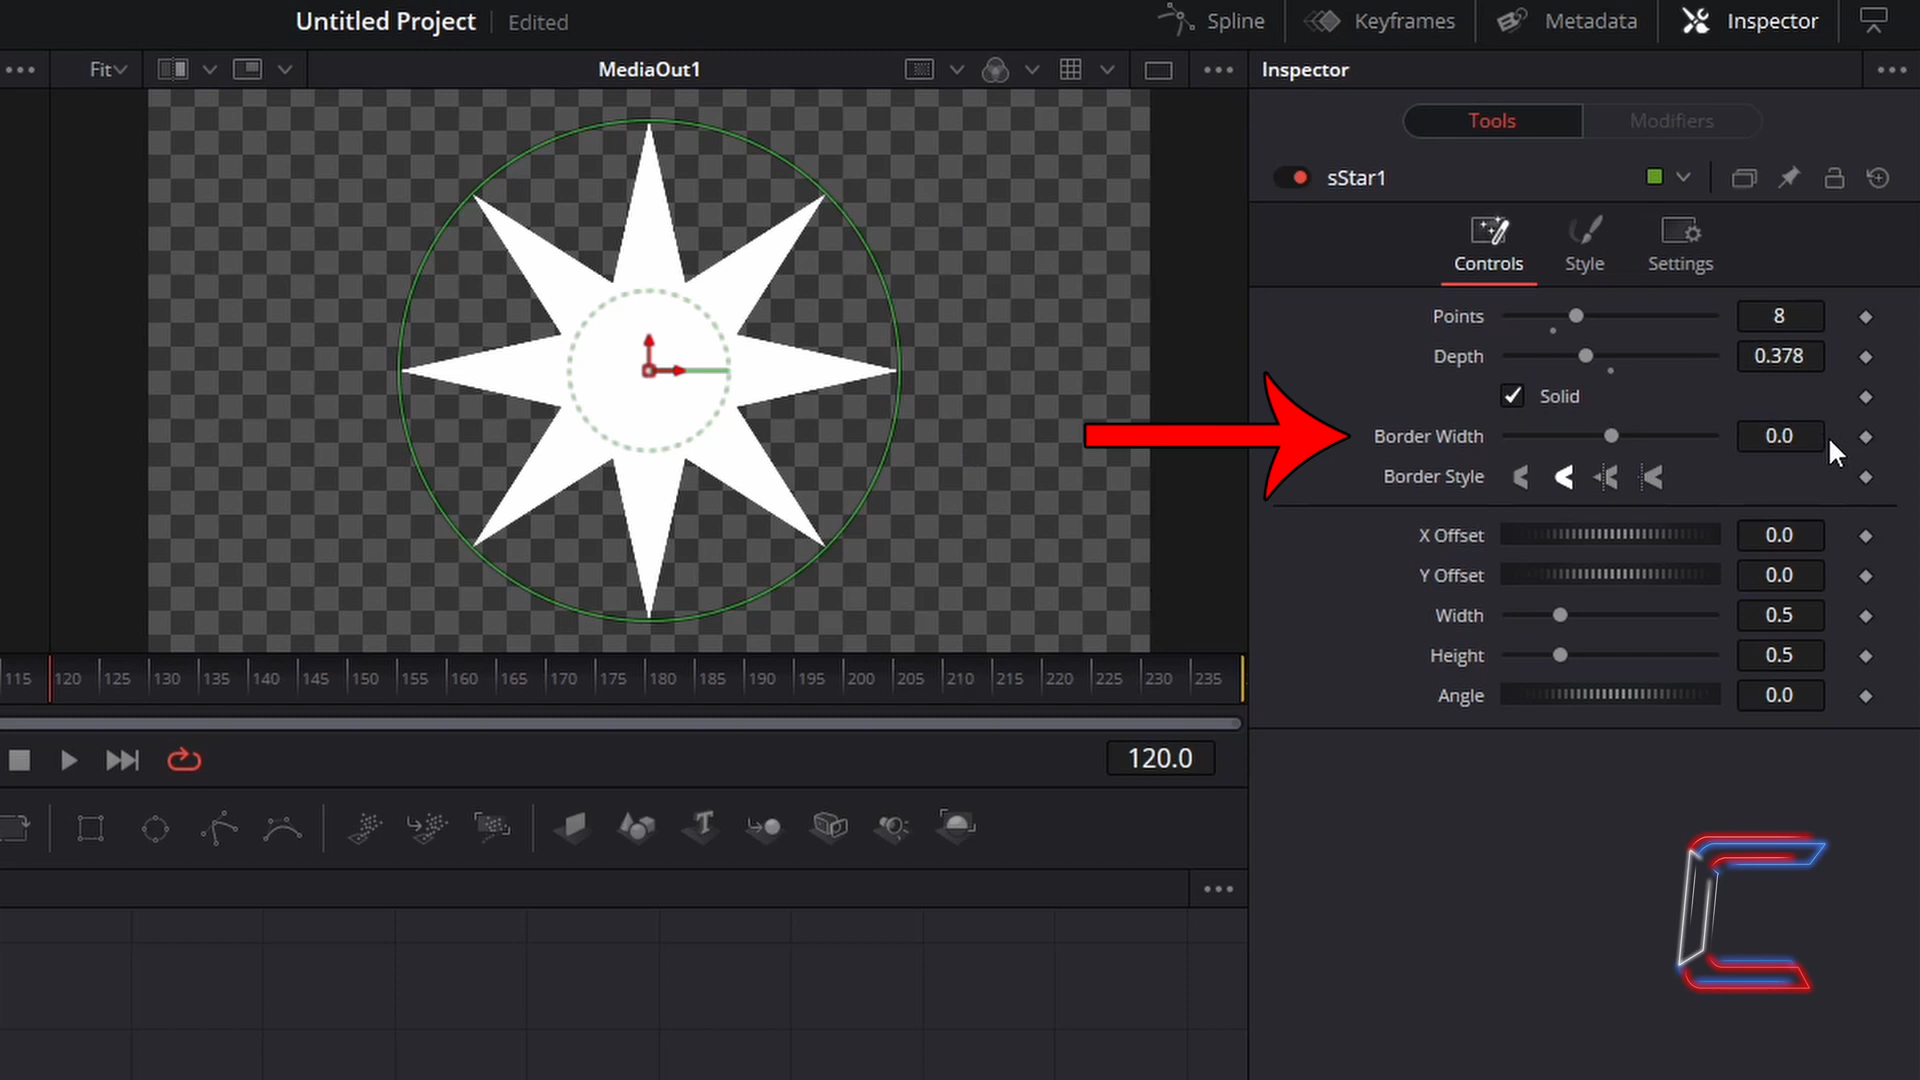 Untitled Project
Edited
Spline
Keyframes
Metadata
Inspector
Fit
MediaOut1
Inspector
Tools
Modifiers
sStar1
Controls
Style
Settings
Points 8
Depth 0.378
Solid
Border Width 0.0
Border Style
X Offset 0.0
Y Offset 0.0
Width 0.5
Height 0.5
Angle 0.0
115 120 125 130 135 140 145 150 155 160 165 170 175 180 185 190 195 200 205 210 215 220 225 230 235
120.0